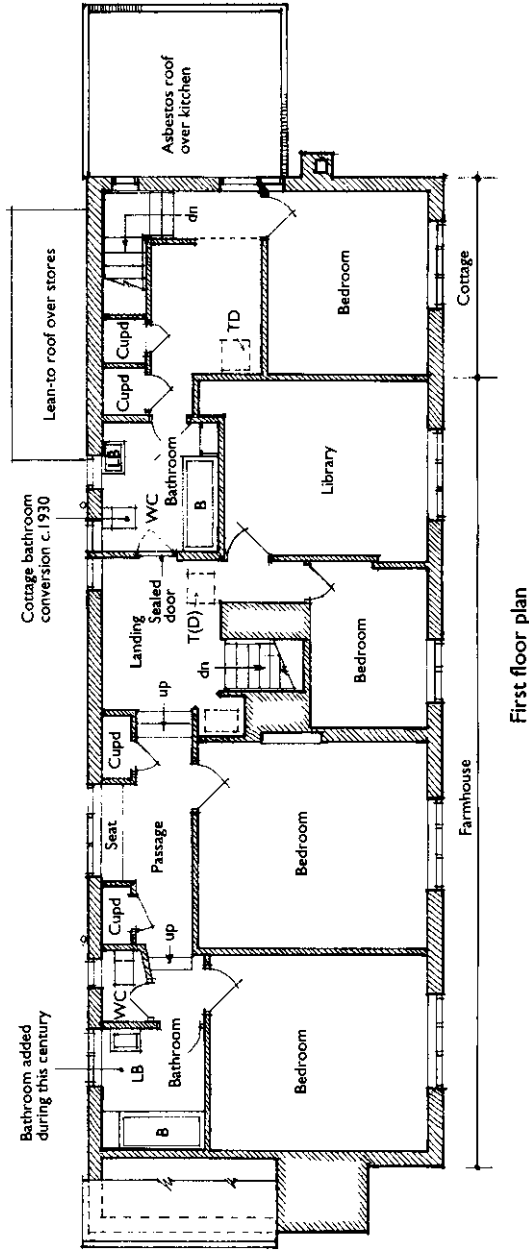 Bathroom added
during this century
Cottage bathroom
conversion c.1930
Lean-to roof over stores
Asbestos roof
over kitchen
LB
WC
Cupd
Seat
Cupd
Landing
WC
LB
Cupd
Cupd
dn
B
Bathroom
up
Passage
up
Sealed
door
T(D)
dn
Bathroom
B
TD
Bedroom
Bedroom
Bedroom
Library
Bedroom
Farmhouse
Cottage
First floor plan